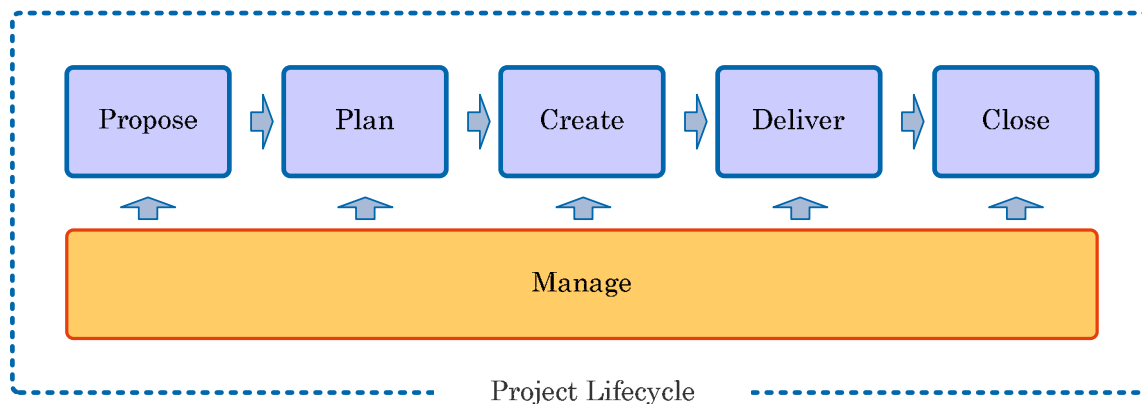 Propose
Plan
Create
Deliver
Close
Manage
Project Lifecycle